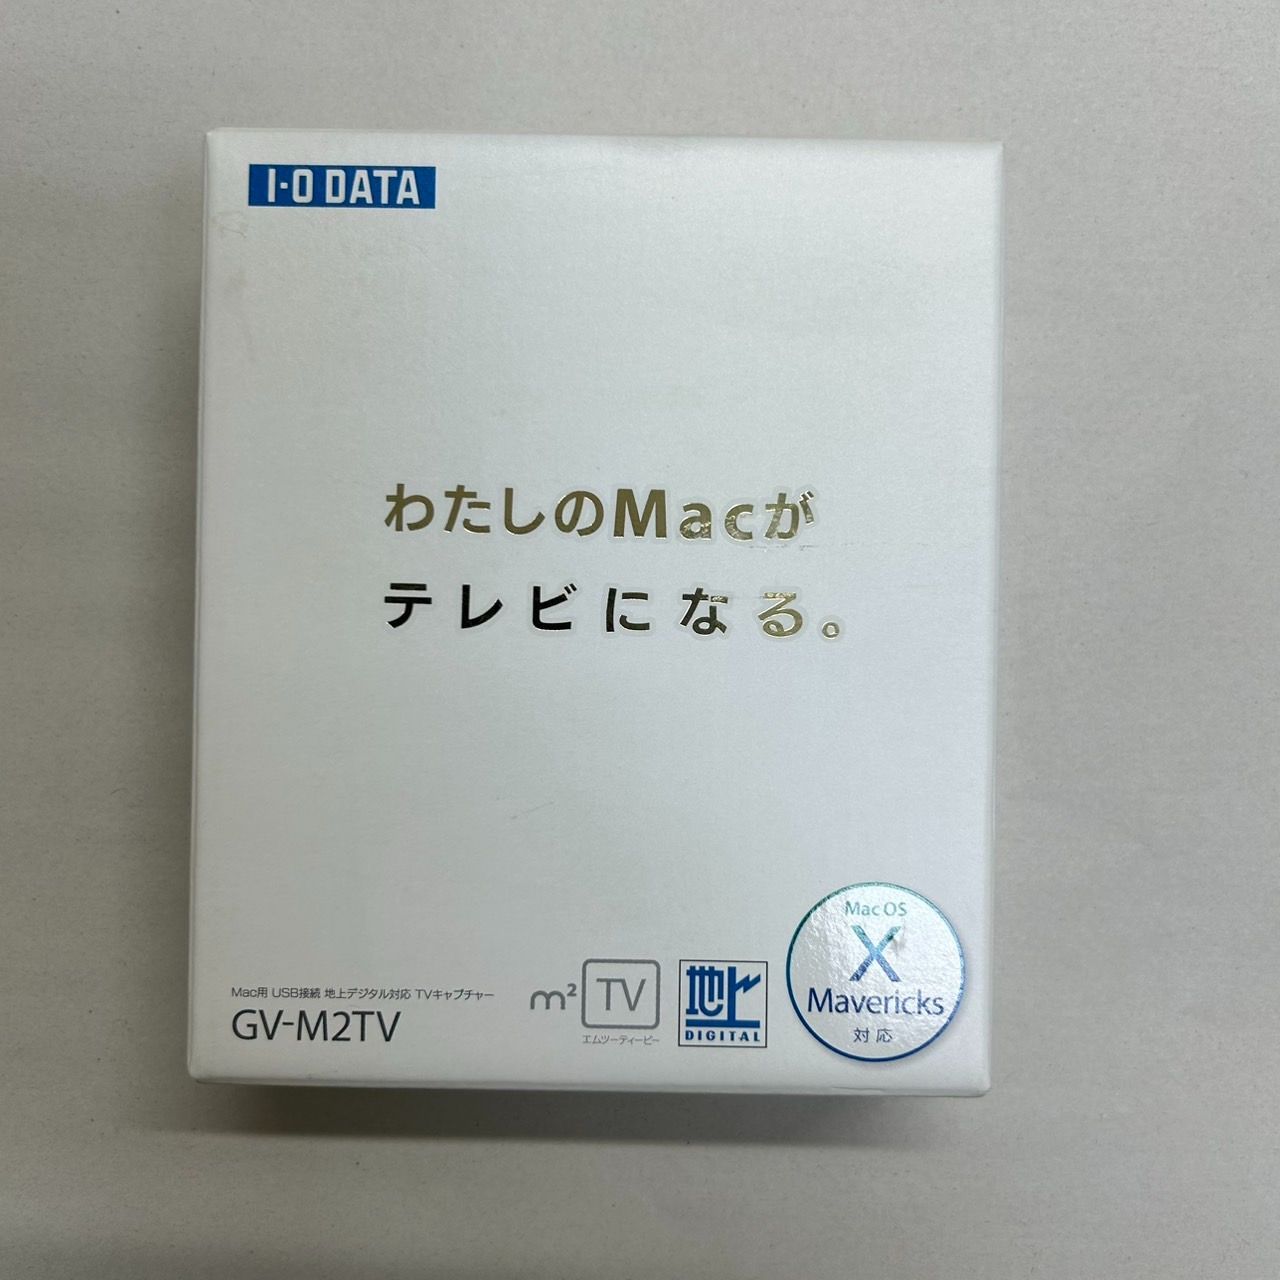 I-O DATA
わたしのMacが
テレビになる。
Mac用 USB接続 地上デジタル対応 TVキャプチャー
GV-M2TV
m² TV
エムツーティービー
地上
DIGITAL
Mac OS
X
Mavericks
対応